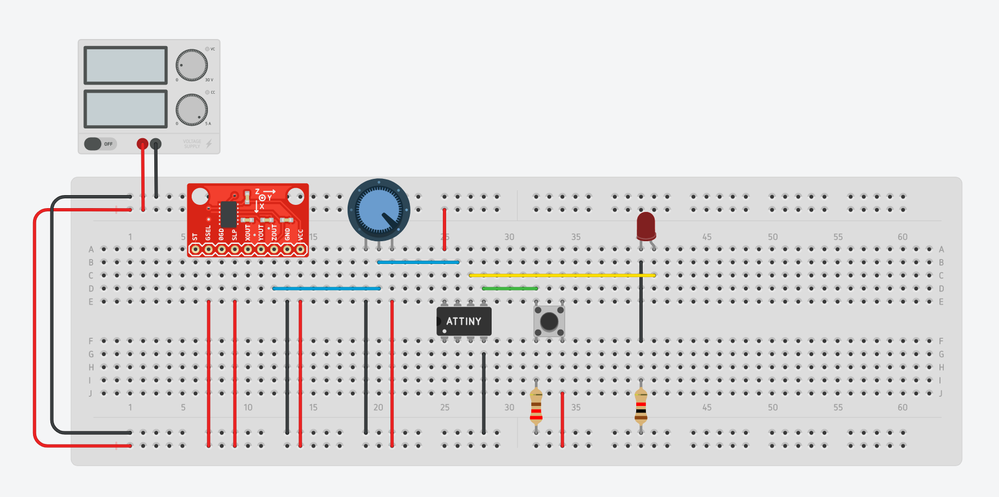 VC
0 30 V
CC
0 5 A
OFF
VOLTAGE
SUPPLY
Z
Y
X
ST GSEL 0GD SLP XOUT YOUT ZOUT GND VCC
1 5 15 25 30 35 45 50 55 60
A A
B B
C C
D D
E E
ATTINY
F F
G G
H H
I I
J J
1 5 10 15 20 25 30 35 45 50 55 60